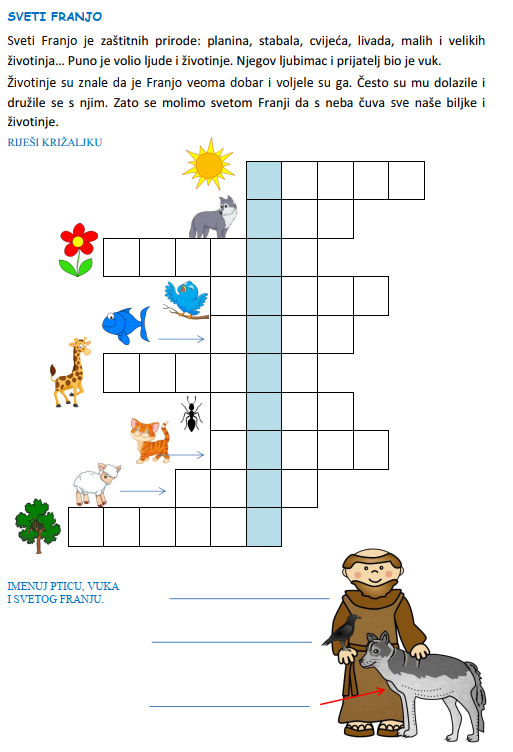 SVETI FRANJO
Sveti Franjo je zaštitnih prirode: planina, stabala, cvijeća, livada, malih i velikih
životinja... Puno je volio ljude i životinje. Njegov ljubimac i prijatelj bio je vuk.
Životinje su znale da je Franjo veoma dobar i voljele su ga. Često su mu dolazile i
družile se s njim. Zato se molimo svetom Franji da s neba čuva sve naše biljke i
životinje.
RIJEŠI KRIŽALJKU
IMENUJ PTICU, VUKA
I SVETOG FRANJU.